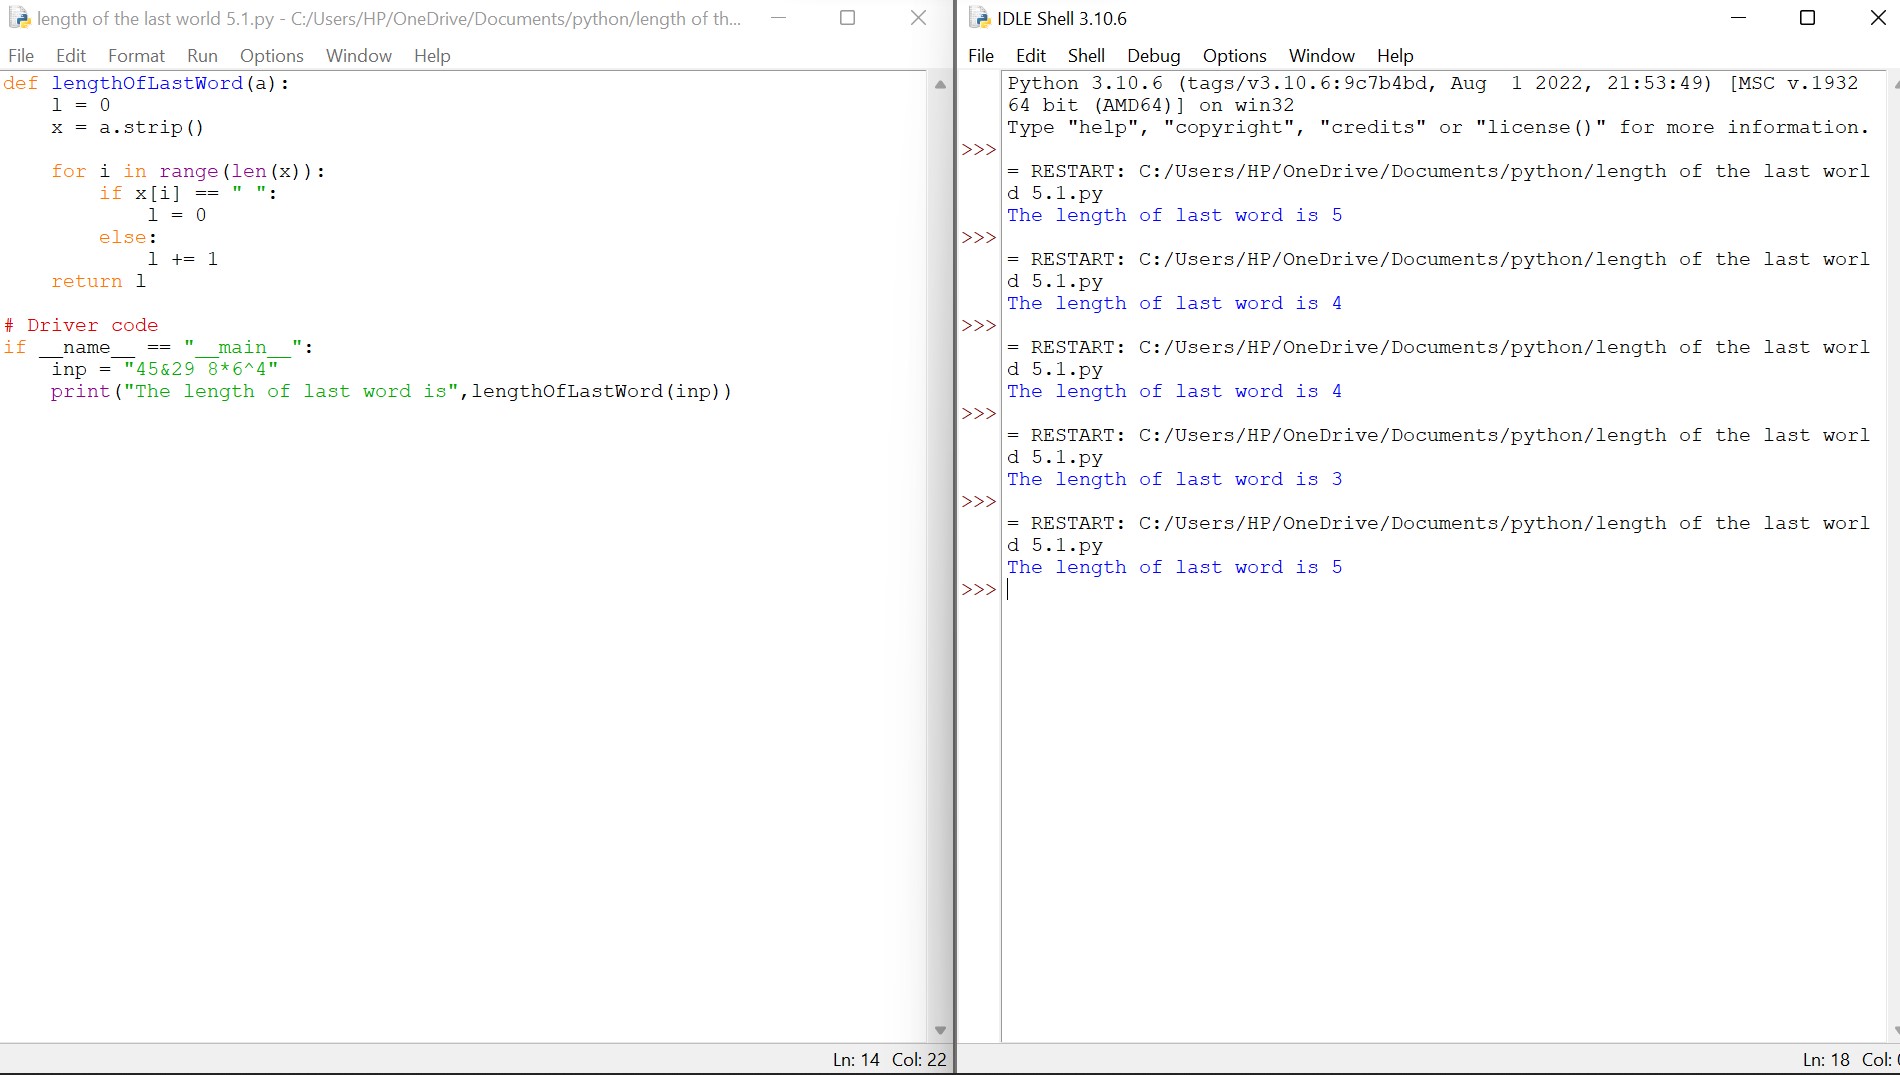 length of the last world 5.1.py - C:/Users/HP/OneDrive/Documents/python/length of th...
File Edit Format Run Options Window Help
def lengthOfLastWord(a):
    l = 0
    x = a.strip()

    for i in range(len(x)):
        if x[i] == " ":
            l = 0
        else:
            l += 1
    return l

# Driver code
if __name__ == "__main__":
    inp = "45&29 8*6^4"
    print("The length of last word is",lengthOfLastWord(inp))
Ln: 14 Col: 22
IDLE Shell 3.10.6
File Edit Shell Debug Options Window Help
Python 3.10.6 (tags/v3.10.6:9c7b4bd, Aug  1 2022, 21:53:49) [MSC v.1932
64 bit (AMD64)] on win32
Type "help", "copyright", "credits" or "license()" for more information.
>>>
= RESTART: C:/Users/HP/OneDrive/Documents/python/length of the last worl
d 5.1.py
The length of last word is 5
>>>
= RESTART: C:/Users/HP/OneDrive/Documents/python/length of the last worl
d 5.1.py
The length of last word is 4
>>>
= RESTART: C:/Users/HP/OneDrive/Documents/python/length of the last worl
d 5.1.py
The length of last word is 4
>>>
= RESTART: C:/Users/HP/OneDrive/Documents/python/length of the last worl
d 5.1.py
The length of last word is 3
>>>
= RESTART: C:/Users/HP/OneDrive/Documents/python/length of the last worl
d 5.1.py
The length of last word is 5
>>>
Ln: 18 Col: